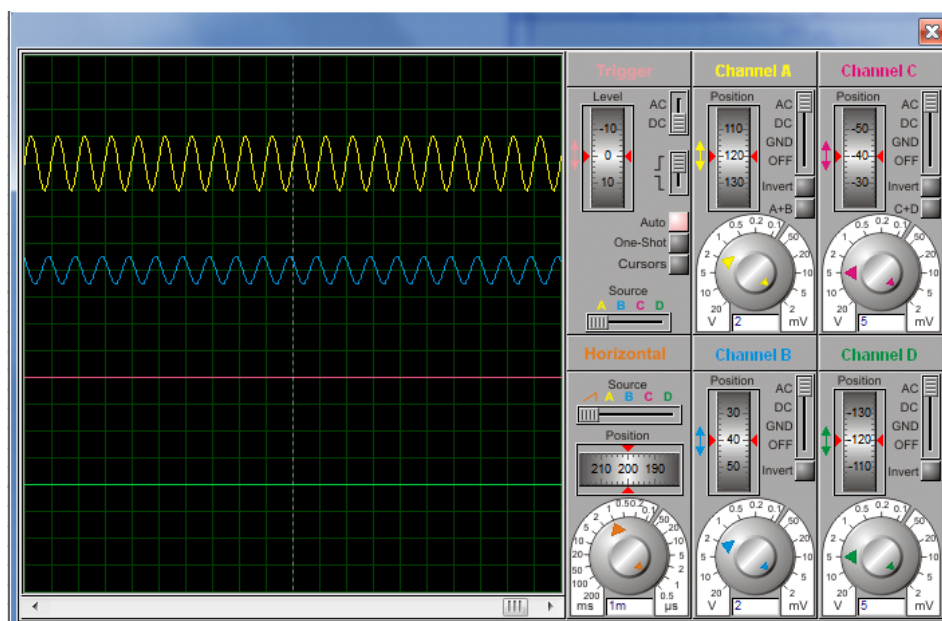 Trigger
Level
-10
0
10
AC
DC
Auto
One-Shot
Cursors
Source
A B C D
Channel A
Position
110
120
130
AC
DC
GND
OFF
Invert
A+B
20 10 5 2 1 0.5 0.2 0.1 50 20 10 5 2
V 2 mV
Channel C
Position
-50
-40
-30
AC
DC
GND
OFF
Invert
C+D
20 10 5 2 1 0.5 0.2 0.1 50 20 10 5 2
V 5 mV
Horizontal
Source
A B C D
Position
210 200 190
200 100 50 20 10 5 2 1 0.5 0.2 0.1 50 20 10 5 2 1 0.5
ms 1m µs
Channel B
Position
30
40
50
AC
DC
GND
OFF
Invert
20 10 5 2 1 0.5 0.2 0.1 50 20 10 5 2
V 2 mV
Channel D
Position
-130
-120
-110
AC
DC
GND
OFF
Invert
20 10 5 2 1 0.5 0.2 0.1 50 20 10 5 2
V 5 mV